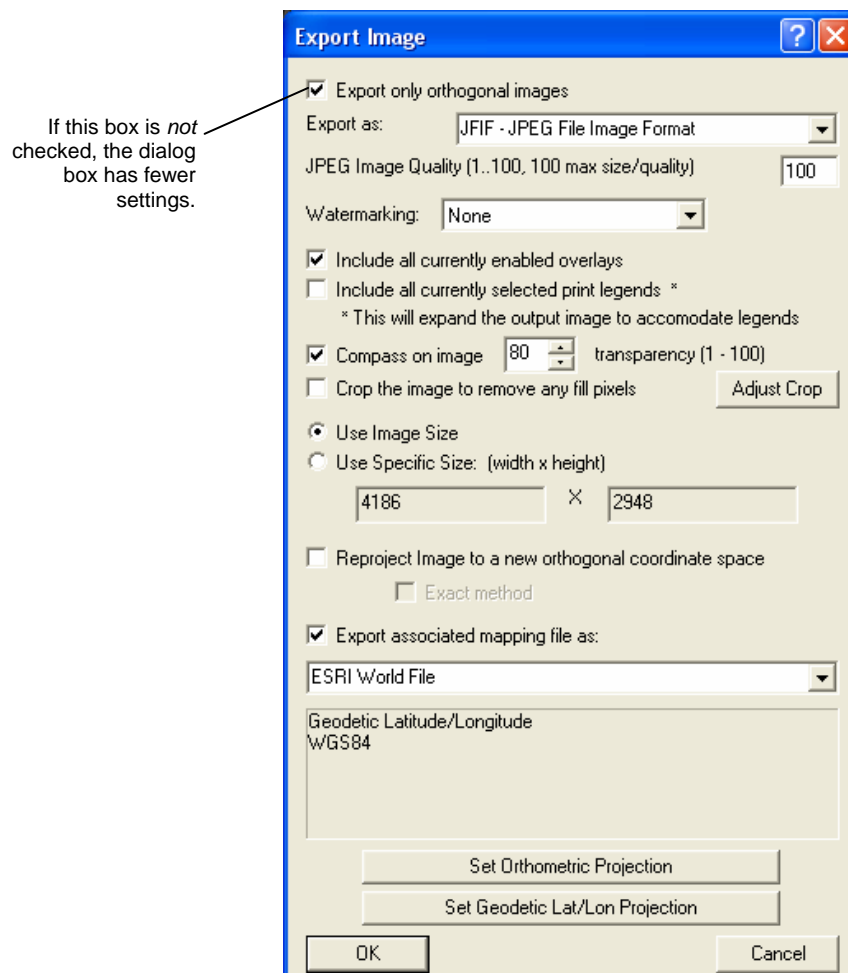 Export Image
If this box is not
checked, the dialog
box has fewer
settings.
Export only orthogonal images
Export as: JFIF - JPEG File Image Format
JPEG Image Quality (1..100, 100 max size/quality) 100
Watermarking: None
Include all currently enabled overlays
Include all currently selected print legends *
* This will expand the output image to accomodate legends
Compass on image 80 transparency (1 - 100)
Crop the image to remove any fill pixels Adjust Crop
Use Image Size
Use Specific Size: (width x height)
4186 X 2948
Reproject Image to a new orthogonal coordinate space
Exact method
Export associated mapping file as:
ESRI World File
Geodetic Latitude/Longitude
WGS84
Set Orthometric Projection
Set Geodetic Lat/Lon Projection
OK Cancel